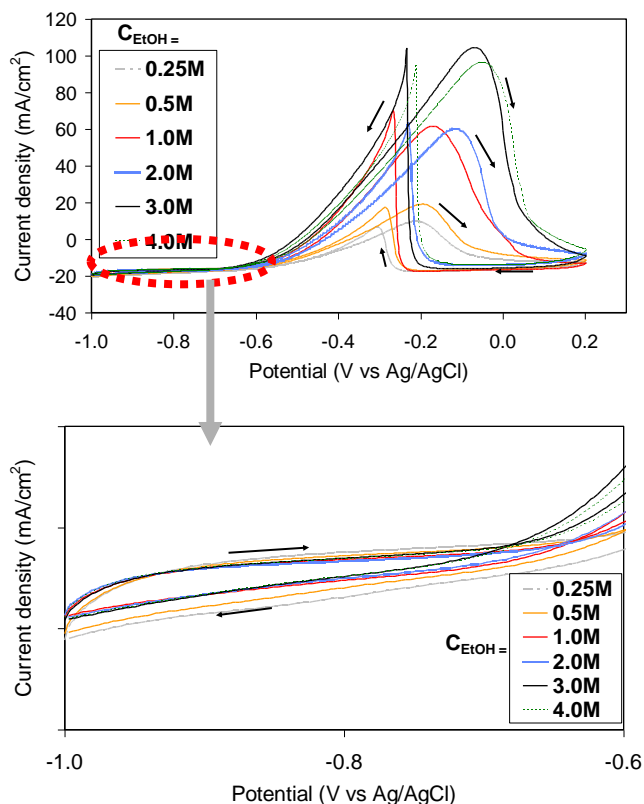 120
100
80
60
40
20
0
-20
-40
Current density (mA/cm2)
CEtOH =
0.25M
0.5M
1.0M
2.0M
3.0M
4.0M
-1.0 -0.8 -0.6 -0.4 -0.2 0.0 0.2
Potential (V vs Ag/AgCl)
Current density (mA/cm2)
CEtOH =
0.25M
0.5M
1.0M
2.0M
3.0M
4.0M
-1.0 -0.8 -0.6
Potential (V vs Ag/AgCl)